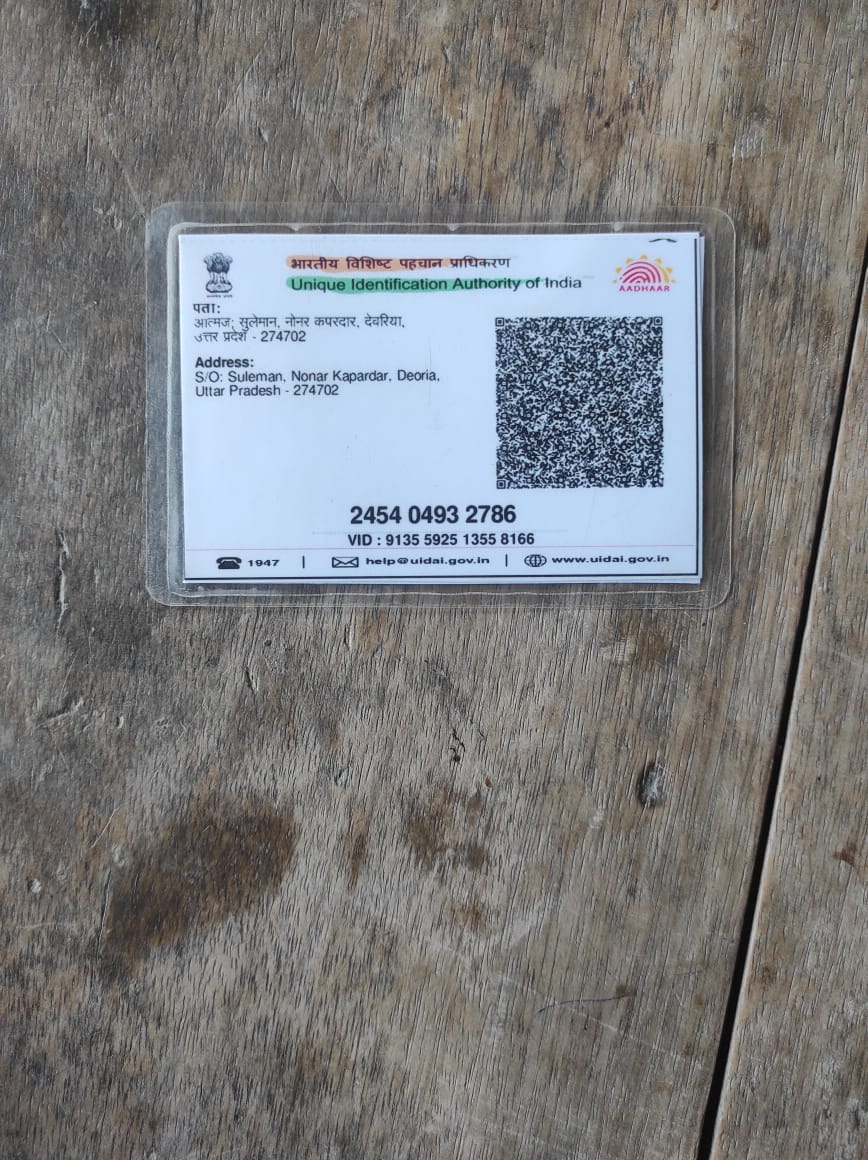 भारतीय विशिष्ट पहचान प्राधिकरण
Unique Identification Authority of India
AADHAAR
पता:
आत्मज: सुलेमान, नोनर कपरदार, देवरिया,
उत्तर प्रदेश - 274702
Address:
S/O: Suleman, Nonar Kapardar, Deoria,
Uttar Pradesh - 274702
2454 0493 2786
VID : 9135 5925 1355 8166
1947 | help@uidai.gov.in | www.uidai.gov.in